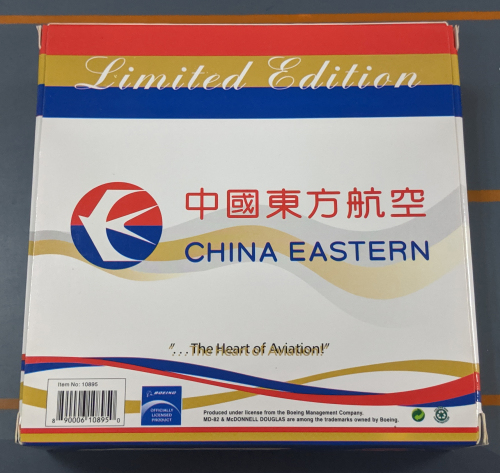 Limited Edition
中國東方航空
CHINA EASTERN
"...The Heart of Aviation!"
Item No: 10895
8 90006 10895 0
BOEING
OFFICIALLY
LICENSED
PRODUCT
Produced under license from the Boeing Management Company.
MD-82 & McDONNELL DOUGLAS are among the trademarks owned by Boeing.